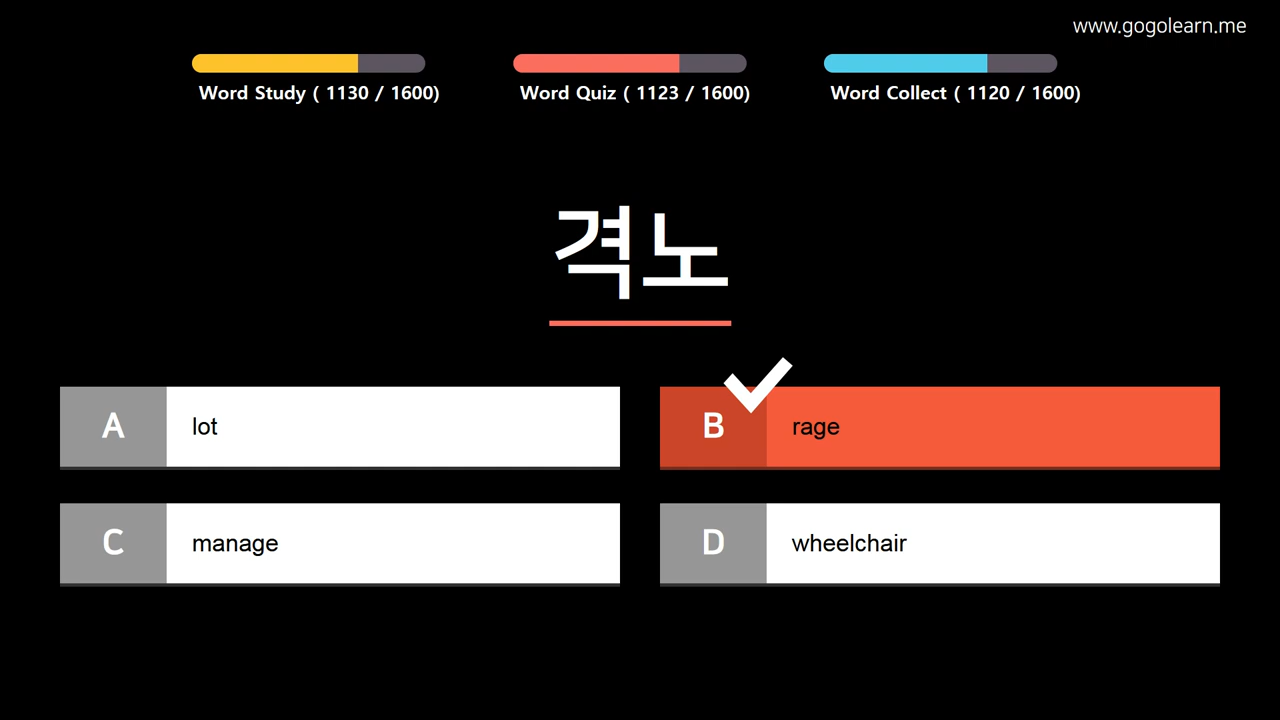 www.gogolearn.me
Word Study ( 1130 / 1600)
Word Quiz ( 1123 / 1600)
Word Collect ( 1120 / 1600)
격노
A lot
B rage
C manage
D wheelchair